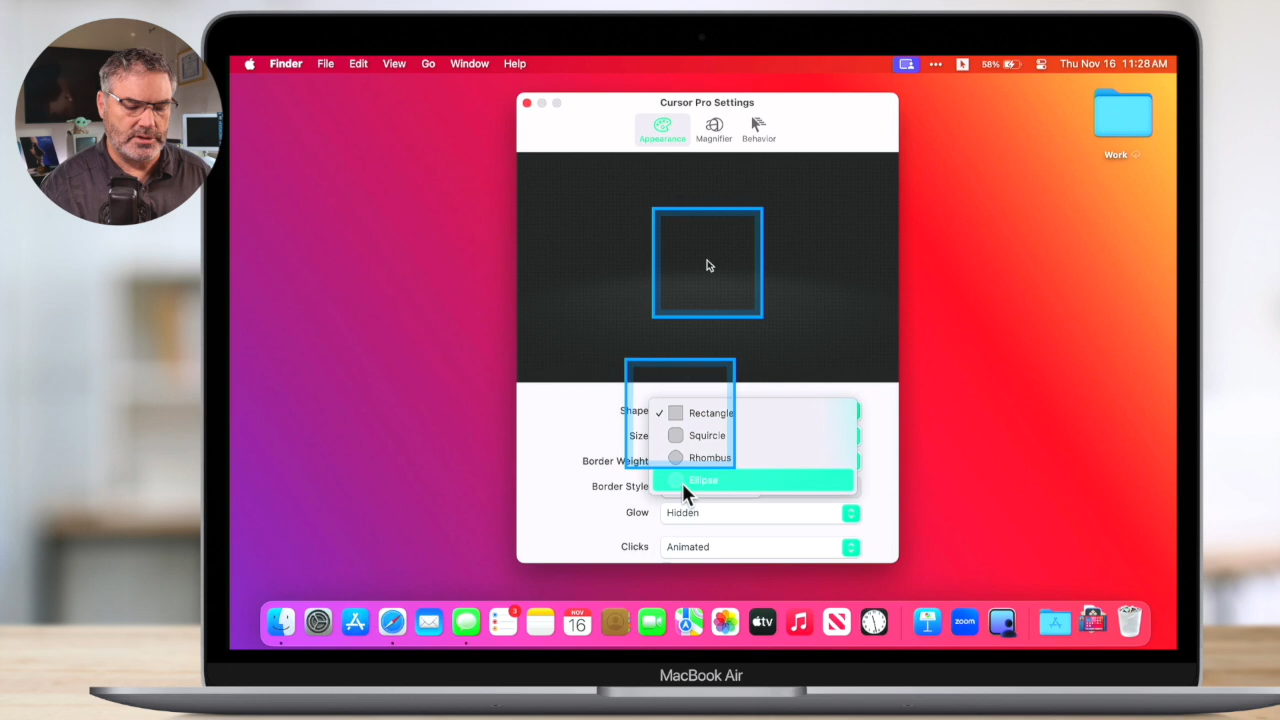 Finder File Edit View Go Window Help 58% Thu Nov 16 11:28 AM
Cursor Pro Settings
Appearance Magnifier Behavior
Work
Shape
✓ Rectangle
Size
Squircle
Border Weight
Rhombus
Border Style
Ellipse
Glow Hidden
Clicks Animated
3
NOV
16
tv
zoom
MacBook Air